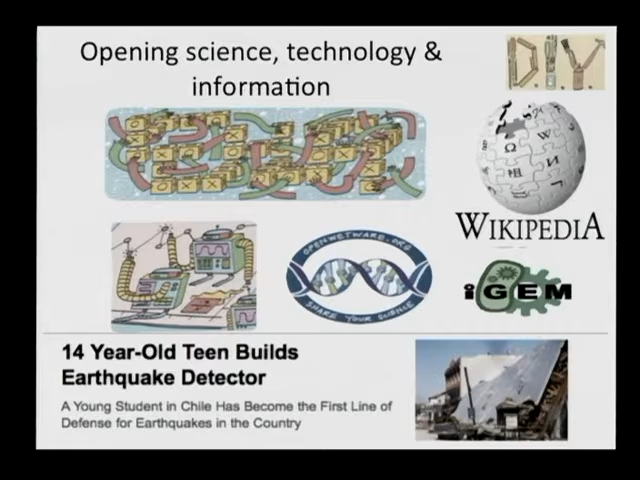 Opening science, technology &
information
D.I.Y.
WIKIPEDIA
OPENWETWARE.ORG
SHARE YOUR SCIENCE
iGEM
14 Year-Old Teen Builds
Earthquake Detector
A Young Student in Chile Has Become the First Line of
Defense for Earthquakes in the Country